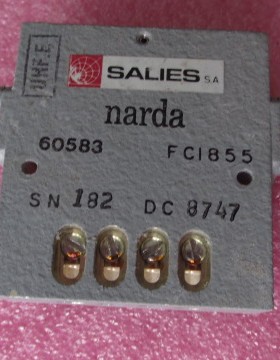 UHF.E
SALIES S.A
narda
60583 FC1855
SN 182 DC 8747